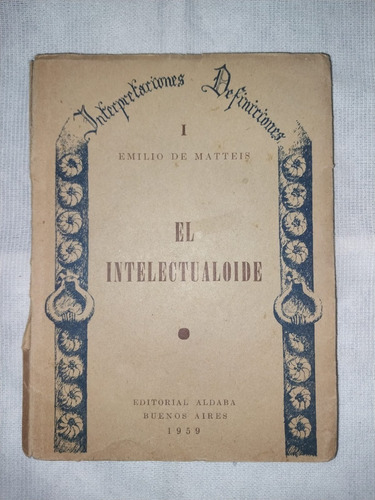 Interpretaciones Definiciones
I
EMILIO DE MATTEIS
EL
INTELECTUALOIDE
EDITORIAL ALDABA
BUENOS AIRES
1959